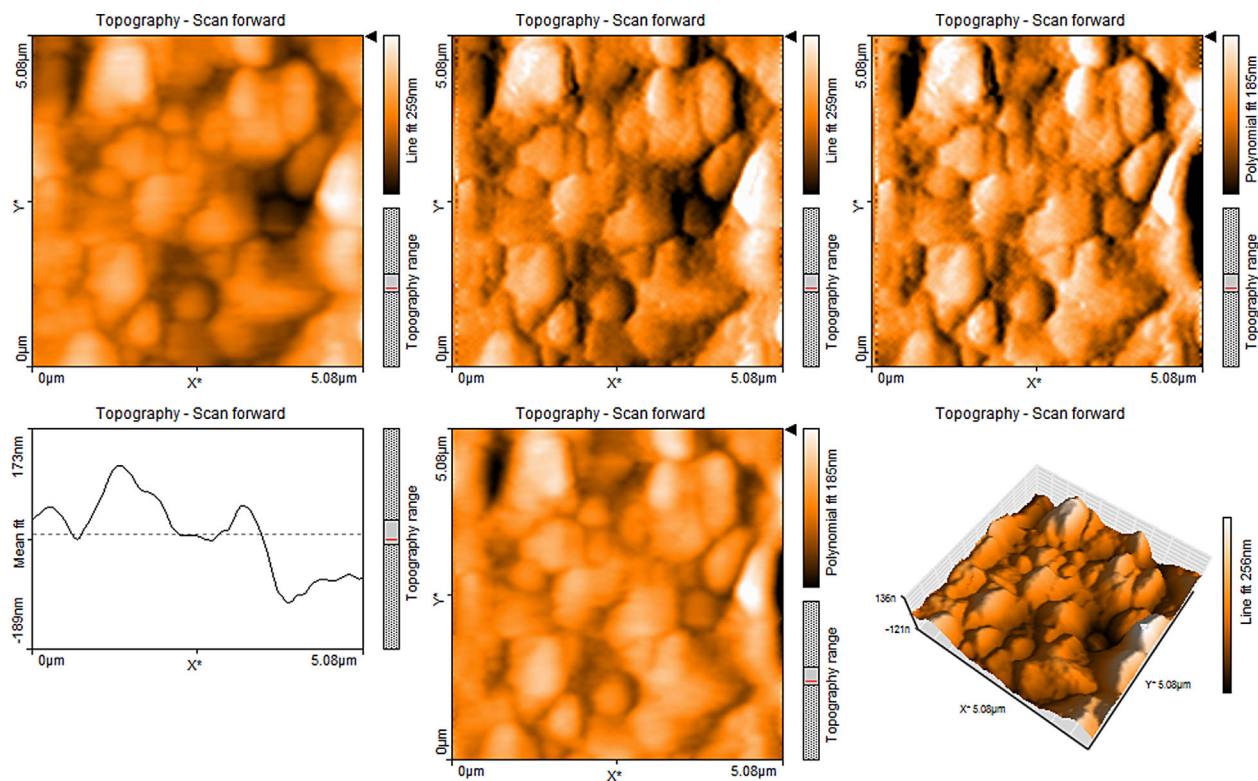 Topography - Scan forward
5.08µm
Y*
0µm
0µm
X*
5.08µm
Line fit 259nm
Topography range
Topography - Scan forward
5.08µm
Y*
0µm
0µm
X*
5.08µm
Line fit 259nm
Topography range
Topography - Scan forward
5.08µm
Y*
0µm
0µm
X*
5.08µm
Polynomial fit 185nm
Topography range
Topography - Scan forward
173nm
Mean fit
-189nm
0µm
X*
5.08µm
Topography range
Topography - Scan forward
5.08µm
Y*
0µm
0µm
X*
5.08µm
Polynomial fit 185nm
Topography range
Topography - Scan forward
136n
-121n
X* 5.08µm
Y* 5.08µm
Line fit 256nm